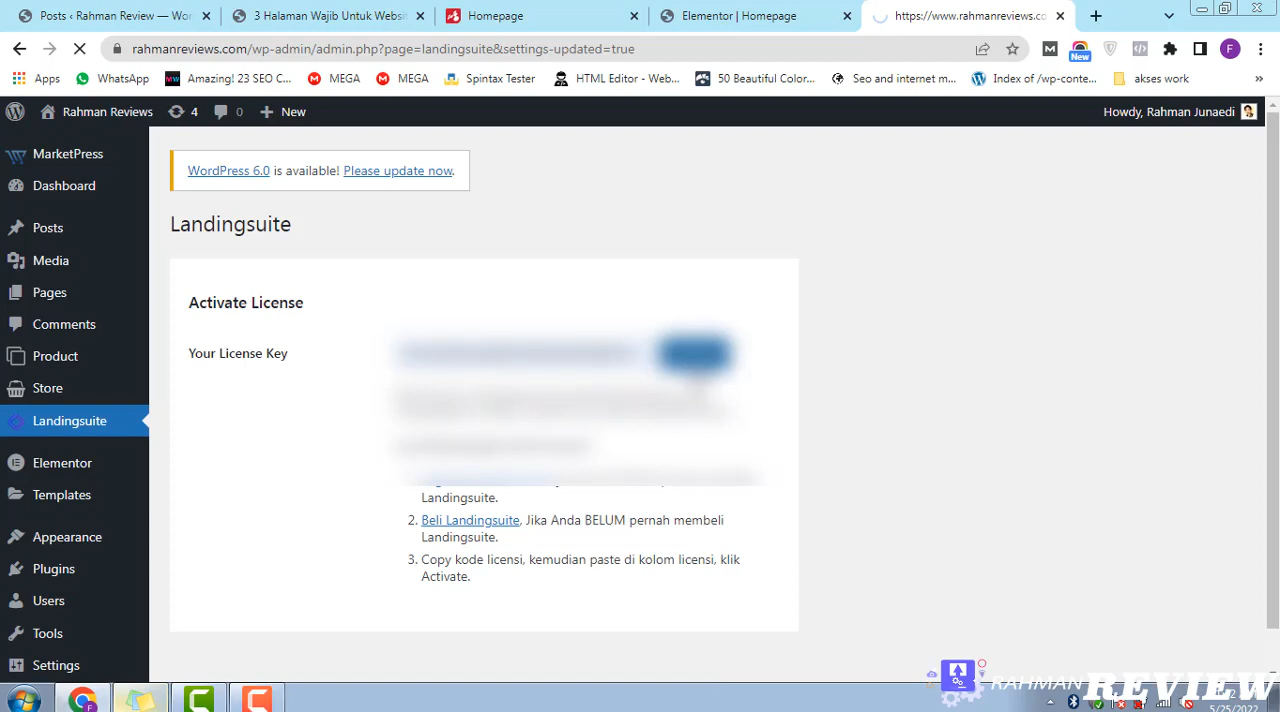 Posts ‹ Rahman Review — Wor
3 Halaman Wajib Untuk Websit
Homepage
Elementor | Homepage
https://www.rahmanreviews.co
rahmanreviews.com/wp-admin/admin.php?page=landingsuite&settings-updated=true
New
F
Apps
WhatsApp
Amazing! 23 SEO C...
MEGA
MEGA
Spintax Tester
HTML Editor - Web...
50 Beautiful Color...
Seo and internet m...
Index of /wp-conte...
akses work
»
Rahman Reviews
4
0
New
Howdy, Rahman Junaedi
MarketPress
Dashboard
Posts
Media
Pages
Comments
Product
Store
Landingsuite
Elementor
Templates
Appearance
Plugins
Users
Tools
Settings
WordPress 6.0 is available! Please update now.
Landingsuite
Activate License
Your License Key
Landingsuite.
2. Beli Landingsuite, Jika Anda BELUM pernah membeli
Landingsuite.
3. Copy kode licensi, kemudian paste di kolom licensi, klik
Activate.
RAHMAN REVIEW
5/25/2022